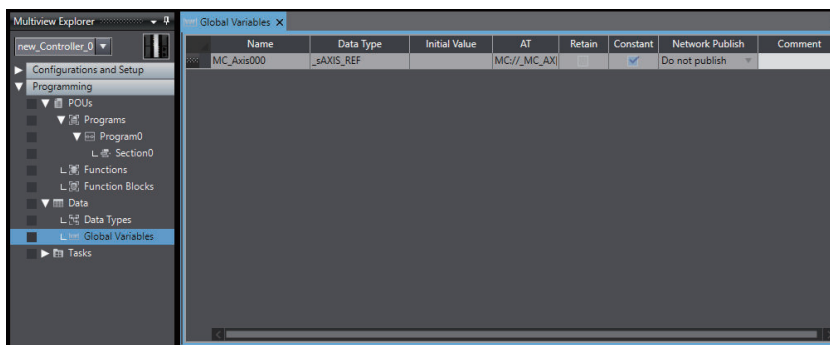 Multiview Explorer
new_Controller_0
Configurations and Setup
Programming
POUs
Programs
Program0
Section0
Functions
Function Blocks
Data
Data Types
Global Variables
Tasks
Global Variables
Name Data Type Initial Value AT Retain Constant Network Publish Comment
MC_Axis000 _sAXIS_REF MC://_MC_AX Do not publish